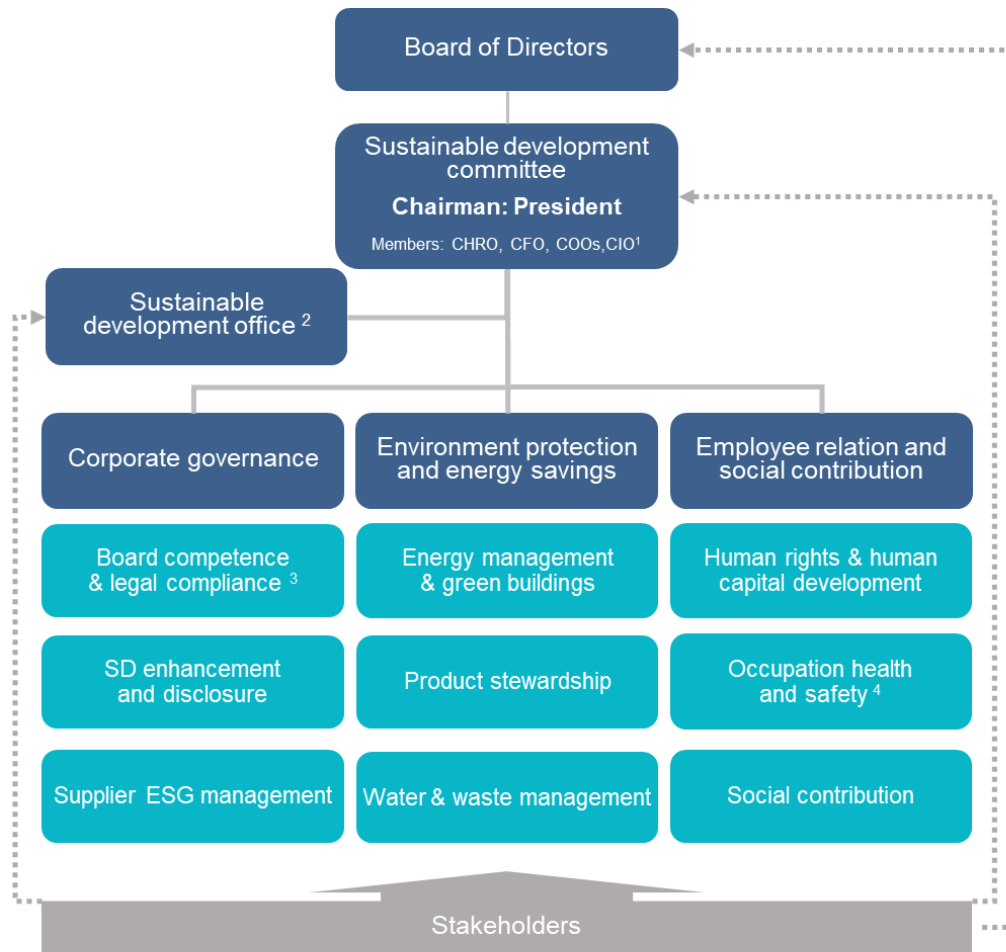 Board of Directors
Sustainable development
committee
Chairman: President
Members: CHRO, CFO, COOs,CIO¹
Sustainable
development office ²
Corporate governance
Environment protection
and energy savings
Employee relation and
social contribution
Board competence
& legal compliance ³
Energy management
& green buildings
Human rights & human
capital development
SD enhancement
and disclosure
Product stewardship
Occupation health
and safety ⁴
Supplier ESG management
Water & waste management
Social contribution
Stakeholders